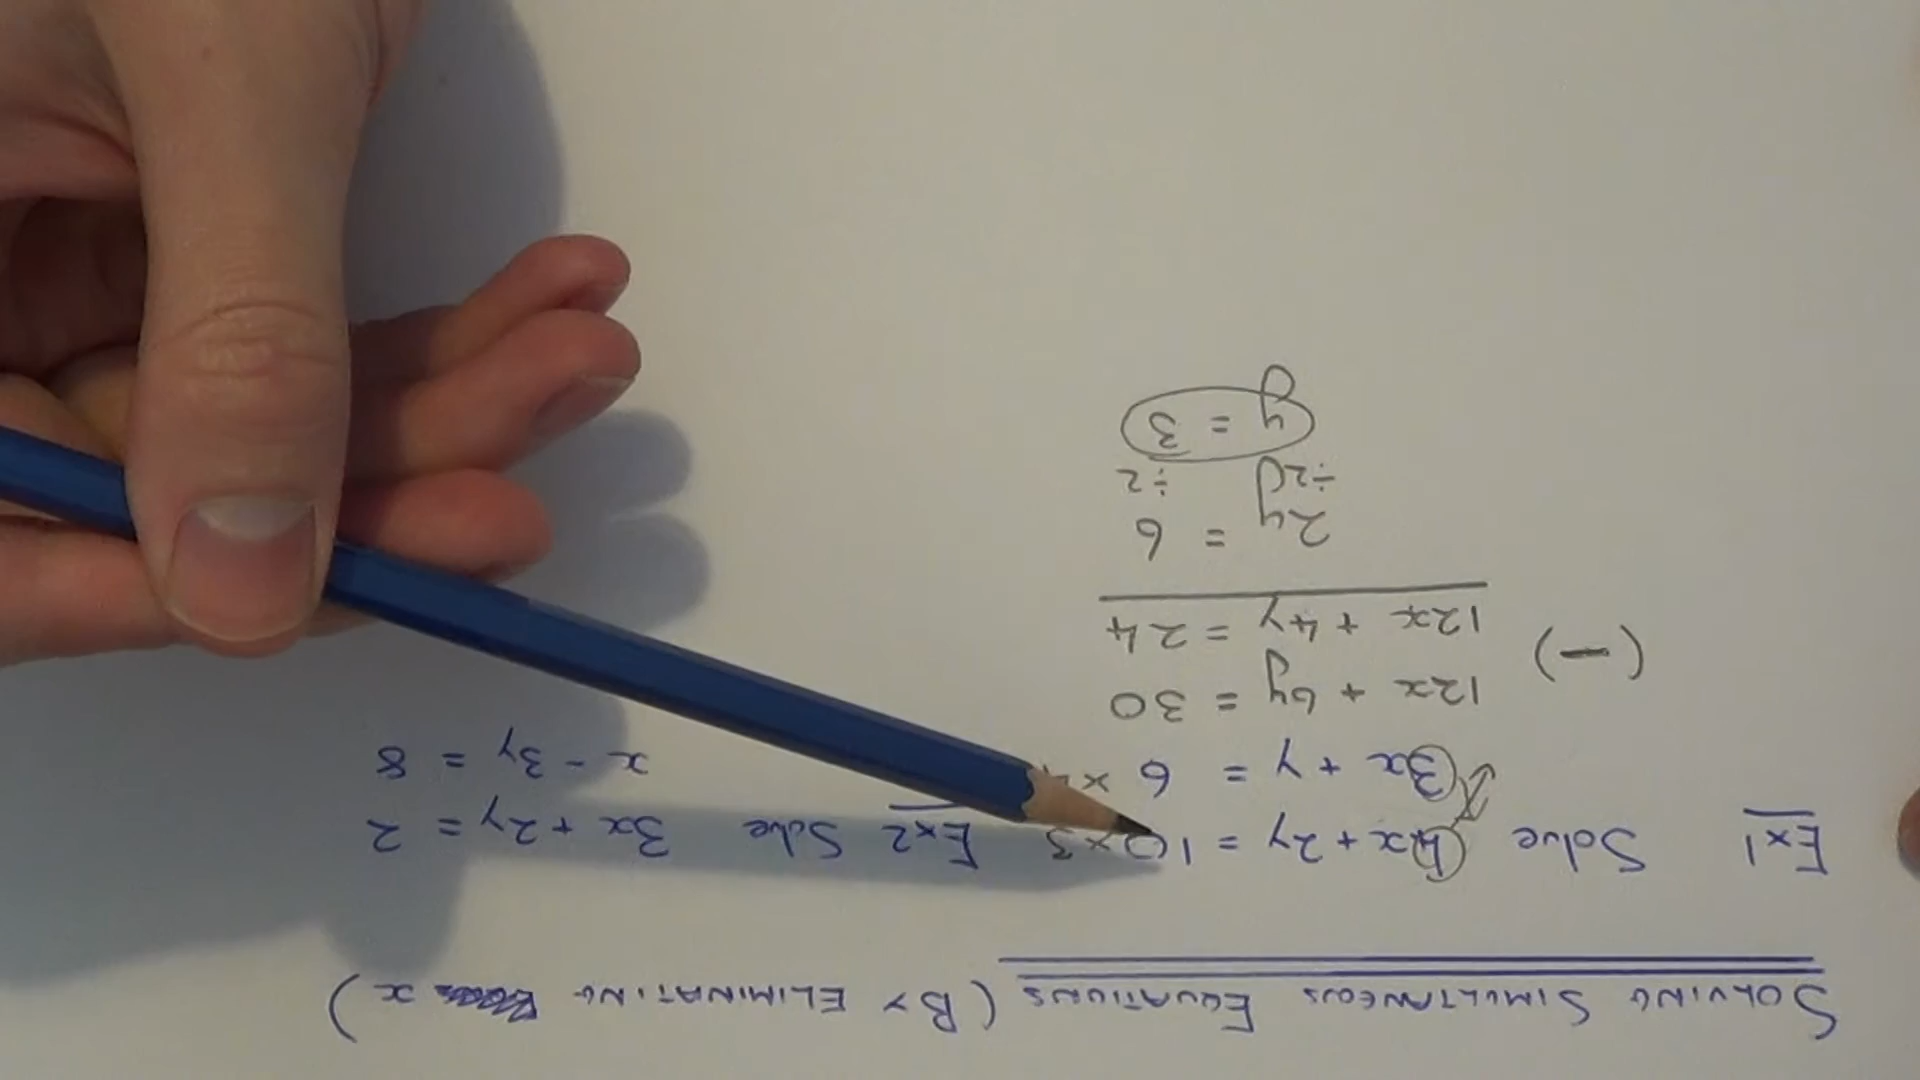 SOLVING SIMULTANEOUS EQUATIONS (BY ELIMINATING x)
Ex1 Solve 4x + 2y = 10 ×3
3x + y = 6 ×
12x + 6y = 30
(-) 12x + 4y = 24
2y = 6
÷2 ÷2
y = 3
Ex2 Solve 3x + 2y = 2
x - 3y = 8